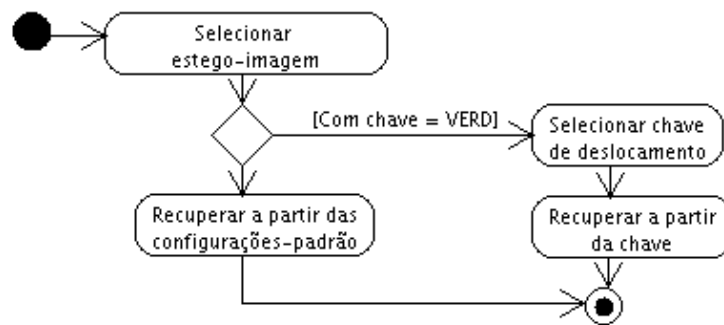 Selecionar
estego-imagem
[Com chave = VERD]
Selecionar chave
de deslocamento
Recuperar a partir das
configurações-padrão
Recuperar a partir
da chave